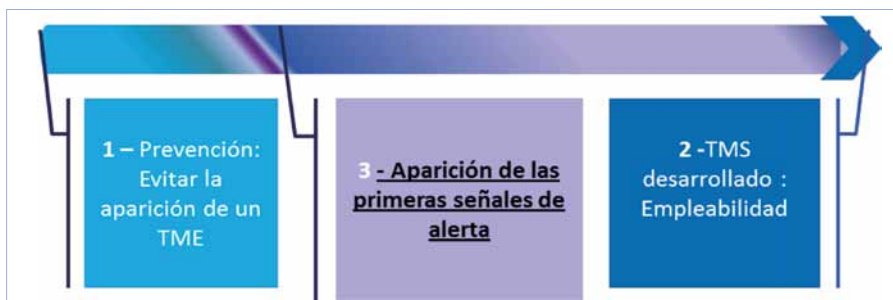 1 – Prevención:
Evitar la
aparición de un
TME
3 - Aparición de las
primeras señales de
alerta
2 -TMS
desarrollado :
Empleabilidad